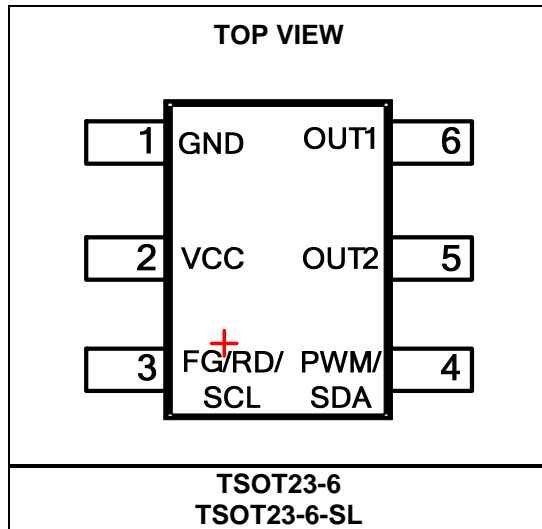 TOP VIEW
1 GND OUT1 6
2 VCC OUT2 5
3 FG/RD/ PWM/ 4
SCL SDA
TSOT23-6
TSOT23-6-SL